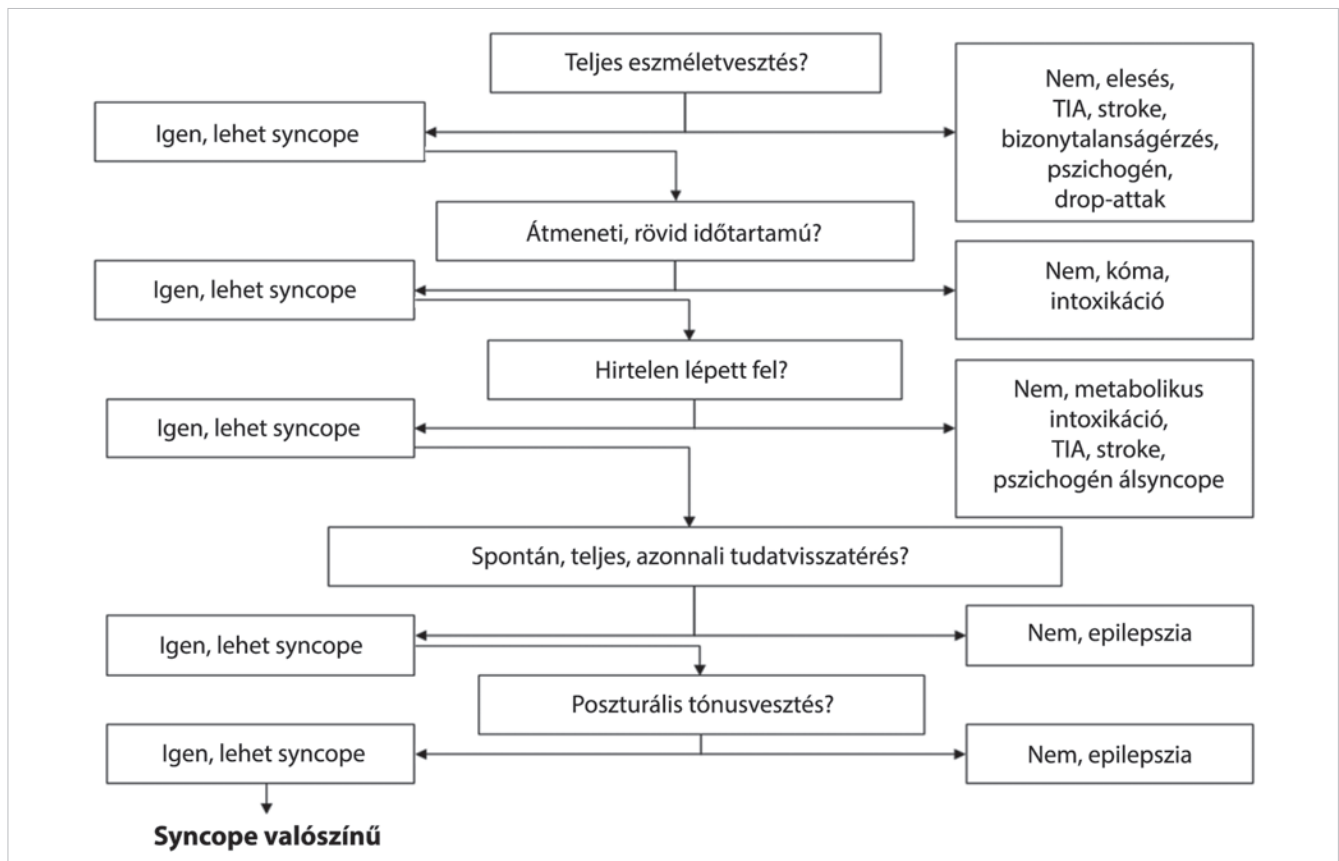 Teljes eszméletvesztés?
Nem, elesés,
TIA, stroke,
bizonytalanságérzés,
pszichogén,
drop-attak
Igen, lehet syncope
Átmeneti, rövid időtartamú?
Nem, kóma,
intoxikáció
Igen, lehet syncope
Hirtelen lépett fel?
Nem, metabolikus
intoxikáció,
TIA, stroke,
pszichogén álsyncope
Igen, lehet syncope
Spontán, teljes, azonnali tudatvisszatérés?
Igen, lehet syncope
Nem, epilepszia
Poszturális tónusvesztés?
Igen, lehet syncope
Nem, epilepszia
Syncope valószínű